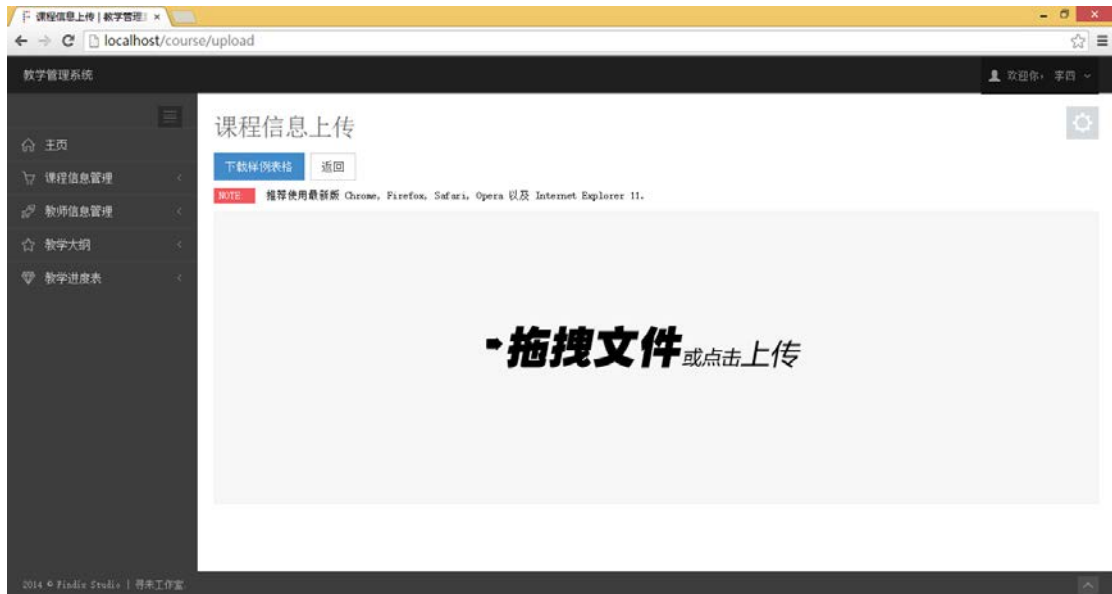 课程信息上传 | 教学管理
localhost/course/upload
教学管理系统
欢迎你, 李四
主页
课程信息管理
教师信息管理
教学大纲
教学进度表
课程信息上传
下载样例表格 返回
NOTE 推荐使用最新版 Chrome, Firefox, Safari, Opera 以及 Internet Explorer 11.
拖拽文件或点击上传
2014 © Findix Studio | 寻未工作室.